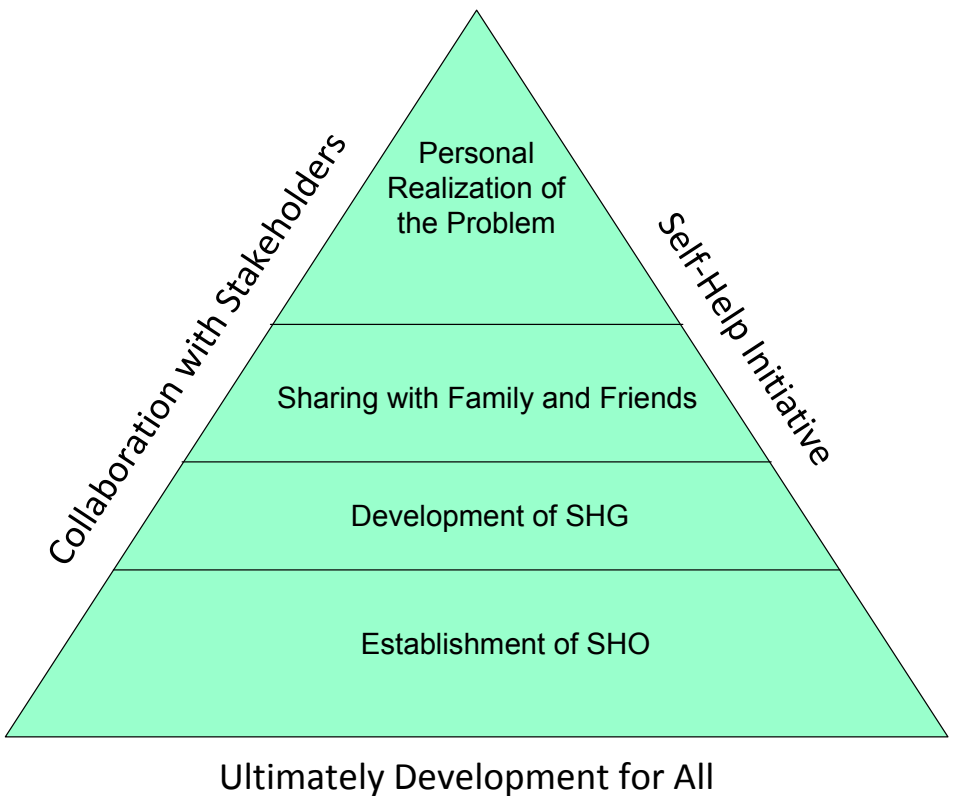 Personal
Realization of
the Problem
Collaboration with Stakeholders
Self-Help Initiative
Sharing with Family and Friends
Development of SHG
Establishment of SHO
Ultimately Development for All